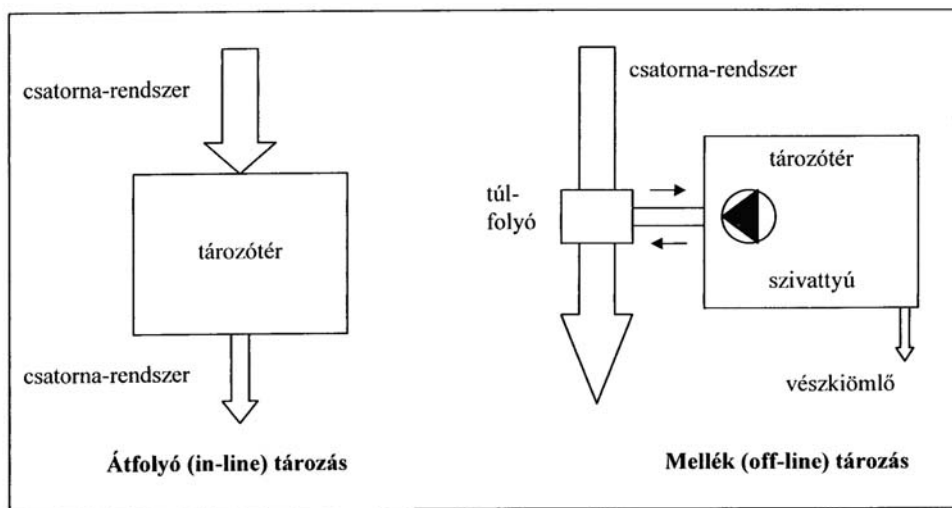 csatorna-rendszer
tározótér
csatorna-rendszer
Átfolyó (in-line) tározás
csatorna-rendszer
túl-
folyó
tározótér
szivattyú
vészkiömlő
Mellék (off-line) tározás